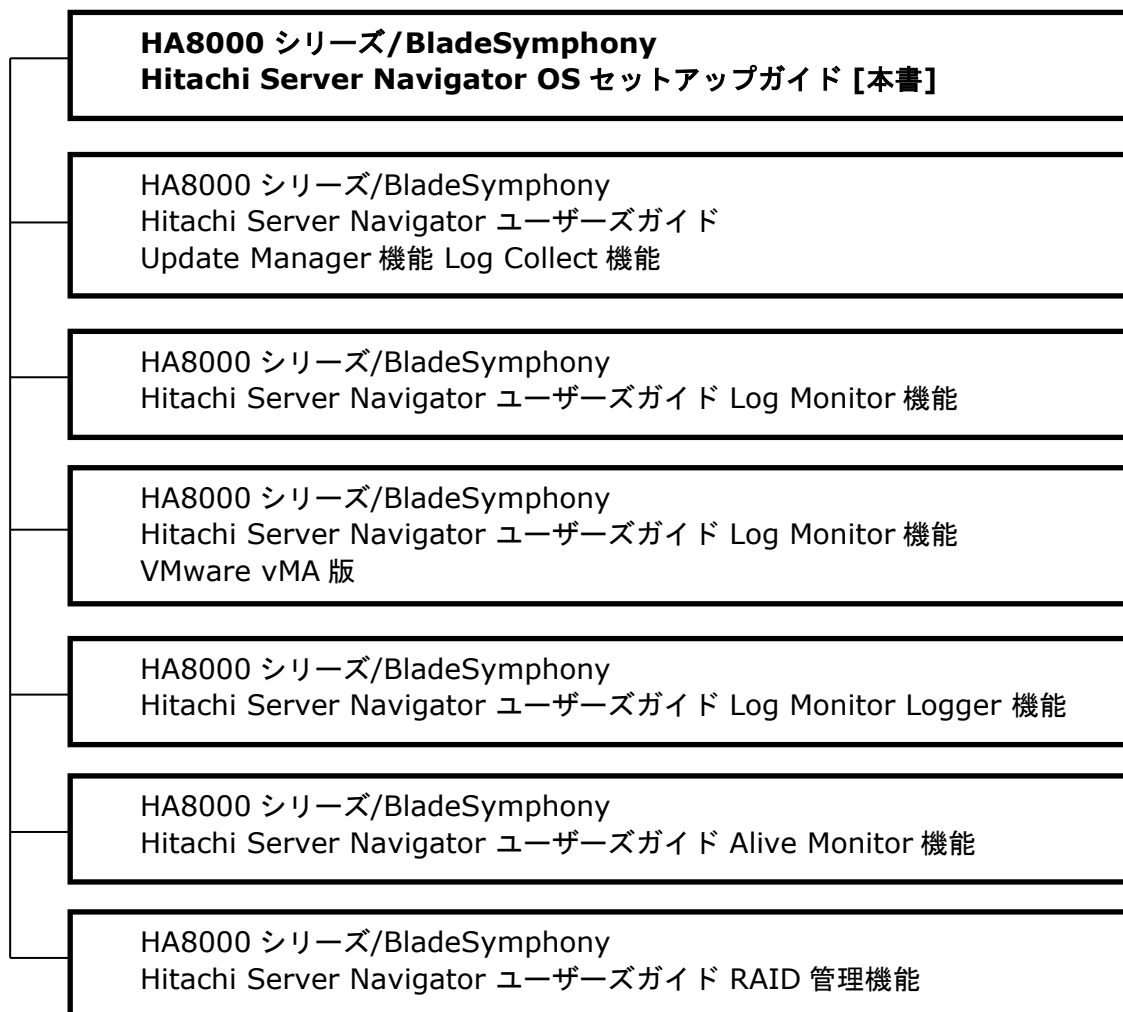 HA8000 シリーズ/BladeSymphony
Hitachi Server Navigator OS セットアップガイド [本書]
HA8000 シリーズ/BladeSymphony
Hitachi Server Navigator ユーザーズガイド
Update Manager 機能 Log Collect 機能
HA8000 シリーズ/BladeSymphony
Hitachi Server Navigator ユーザーズガイド Log Monitor 機能
HA8000 シリーズ/BladeSymphony
Hitachi Server Navigator ユーザーズガイド Log Monitor 機能
VMware vMA 版
HA8000 シリーズ/BladeSymphony
Hitachi Server Navigator ユーザーズガイド Log Monitor Logger 機能
HA8000 シリーズ/BladeSymphony
Hitachi Server Navigator ユーザーズガイド Alive Monitor 機能
HA8000 シリーズ/BladeSymphony
Hitachi Server Navigator ユーザーズガイド RAID 管理機能